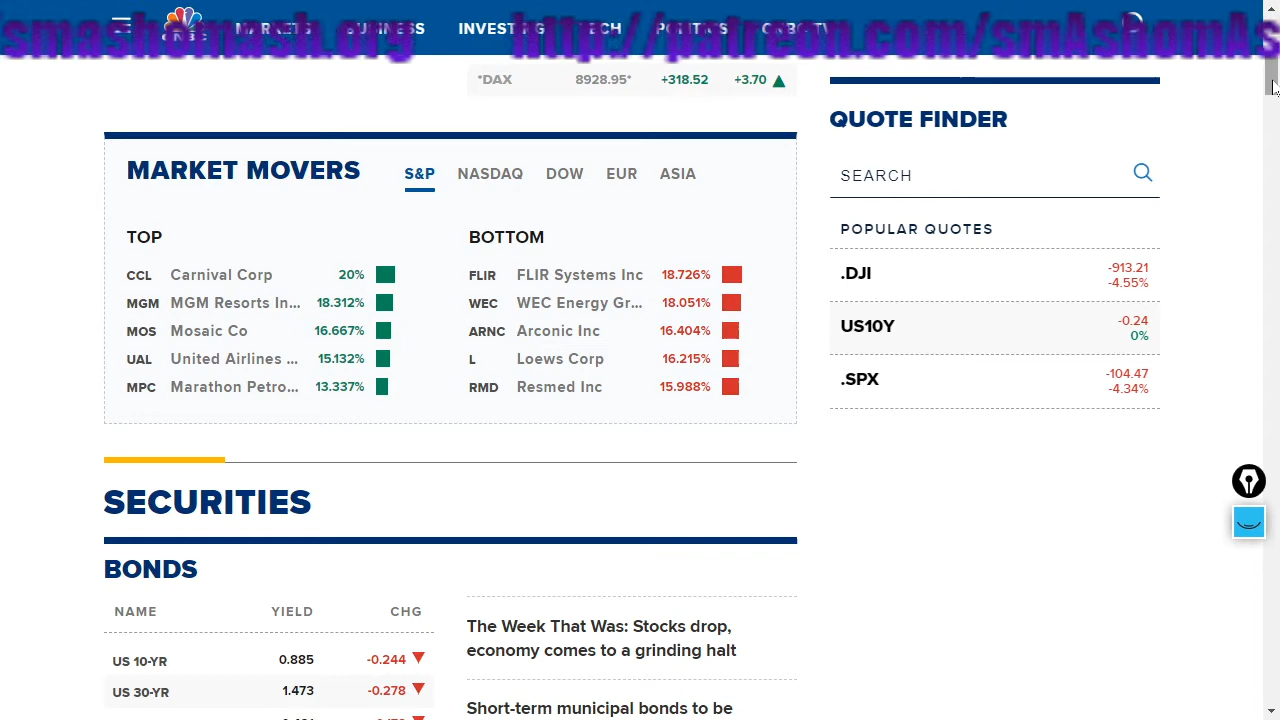 MARKETS BUSINESS INVESTING TECH POLITICS CNBC TV
smashomash.org http://patreon.com/smAshomAs
*DAX 8928.95* +318.52 +3.70
QUOTE FINDER
MARKET MOVERS S&P NASDAQ DOW EUR ASIA
SEARCH
POPULAR QUOTES
TOP BOTTOM
CCL Carnival Corp 20% FLIR FLIR Systems Inc 18.726%
MGM MGM Resorts In... 18.312% WEC WEC Energy Gr... 18.051%
MOS Mosaic Co 16.667% ARNC Arconic Inc 16.404%
UAL United Airlines ... 15.132% L Loews Corp 16.215%
MPC Marathon Petro... 13.337% RMD Resmed Inc 15.988%
.DJI -913.21
-4.55%
US10Y -0.24
0%
.SPX -104.47
-4.34%
SECURITIES
BONDS
NAME YIELD CHG
US 10-YR 0.885 -0.244
US 30-YR 1.473 -0.278
The Week That Was: Stocks drop,
economy comes to a grinding halt
Short-term municipal bonds to be